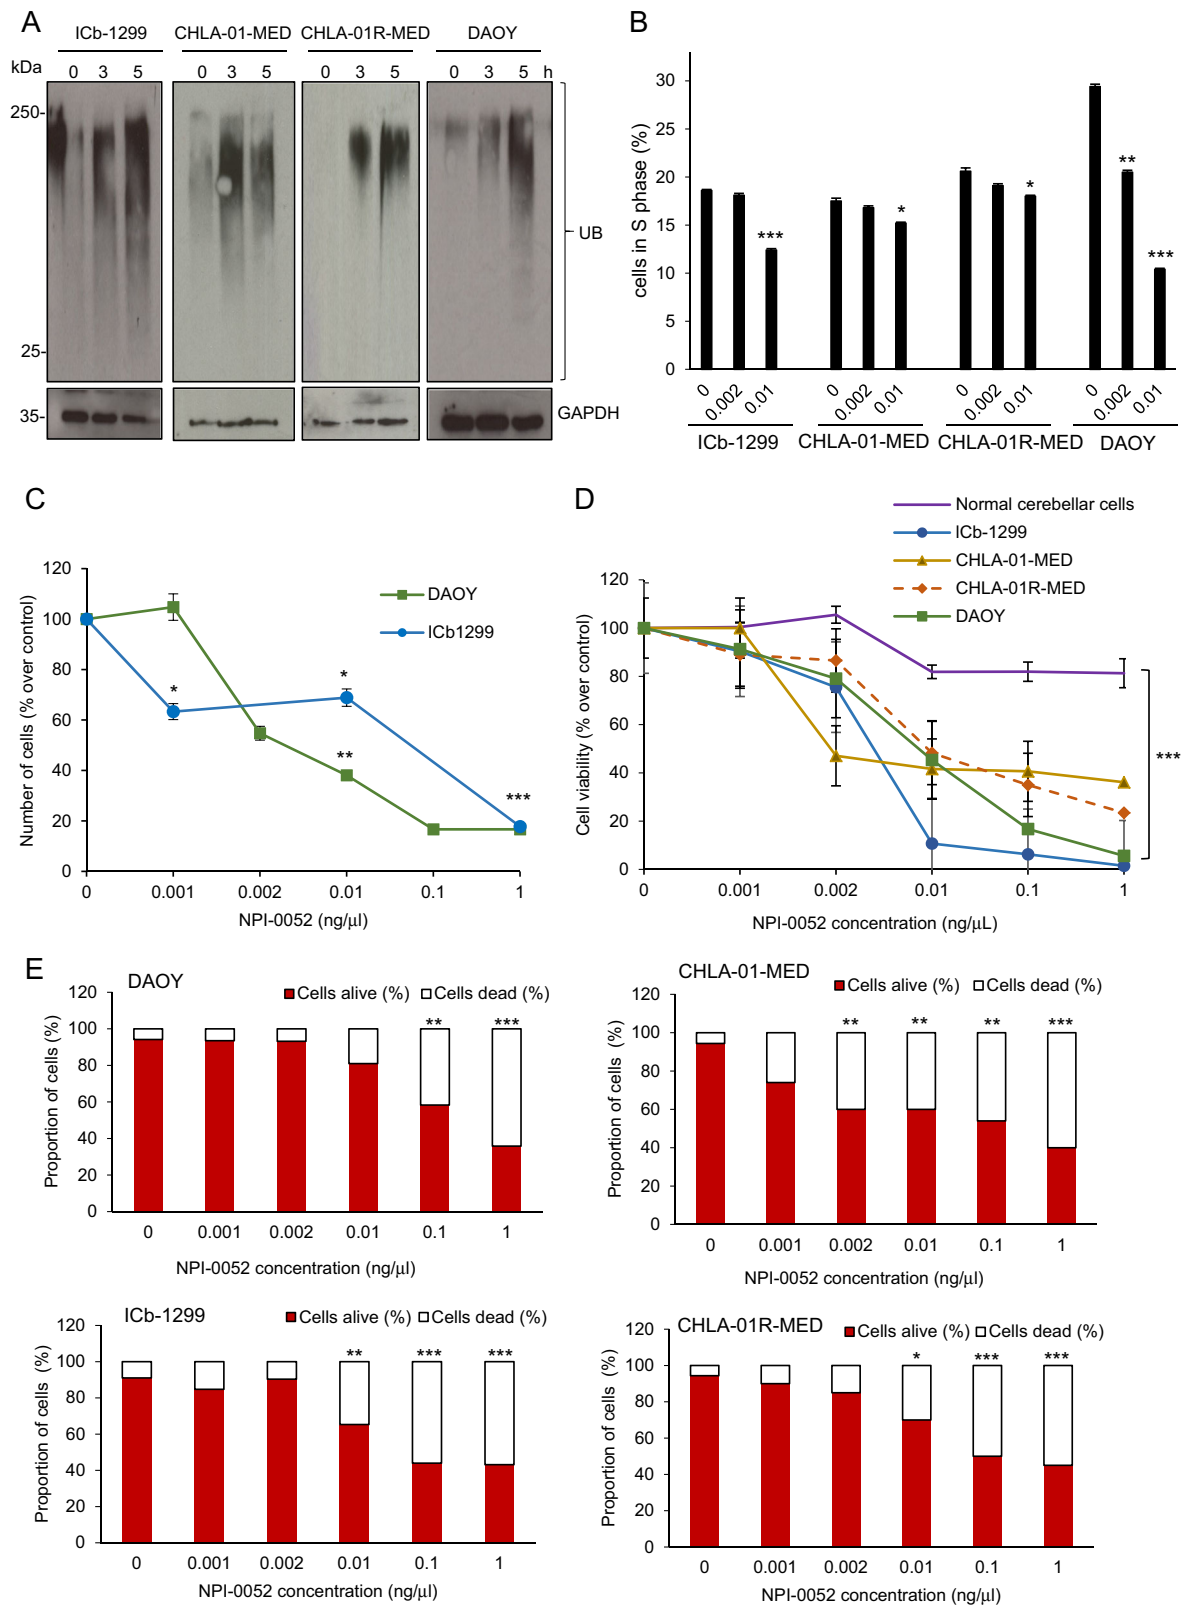 A
ICb-1299 CHLA-01-MED CHLA-01R-MED DAOY
kDa 0 3 5 0 3 5 0 3 5 0 3 5 h
250-
25-
UB
35-
GAPDH
B
cells in S phase (%)
30
25
20
15
10
5
0
***
*
*
**
***
0 0.002 0.01 0 0.002 0.01 0 0.002 0.01 0 0.002 0.01
ICb-1299 CHLA-01-MED CHLA-01R-MED DAOY
C
Number of cells (% over control)
120
100
80
60
40
20
0
DAOY
ICb1299
*
*
**
***
0 0.001 0.002 0.01 0.1 1
NPI-0052 (ng/µl)
D
Normal cerebellar cells
ICb-1299
CHLA-01-MED
CHLA-01R-MED
DAOY
Cell viability (% over control)
120
100
80
60
40
20
0
***
0 0.001 0.002 0.01 0.1 1
NPI-0052 concentration (ng/µL)
E
DAOY
Cells alive (%) Cells dead (%)
Proportion of cells (%)
120
100
80
60
40
20
0
** ***
0 0.001 0.002 0.01 0.1 1
NPI-0052 concentration (ng/µl)
CHLA-01-MED
Cells alive (%) Cells dead (%)
Proportion of cells (%)
120
100
80
60
40
20
0
** ** ** ***
0 0.001 0.002 0.01 0.1 1
NPI-0052 concentration (ng/µl)
ICb-1299
Cells alive (%) Cells dead (%)
Proportion of cells (%)
120
100
80
60
40
20
0
** *** ***
0 0.001 0.002 0.01 0.1 1
NPI-0052 concentration (ng/µl)
CHLA-01R-MED
Cells alive (%) Cells dead (%)
Proportion of cells (%)
120
100
80
60
40
20
0
* *** ***
0 0.001 0.002 0.01 0.1 1
NPI-0052 concentration (ng/µl)